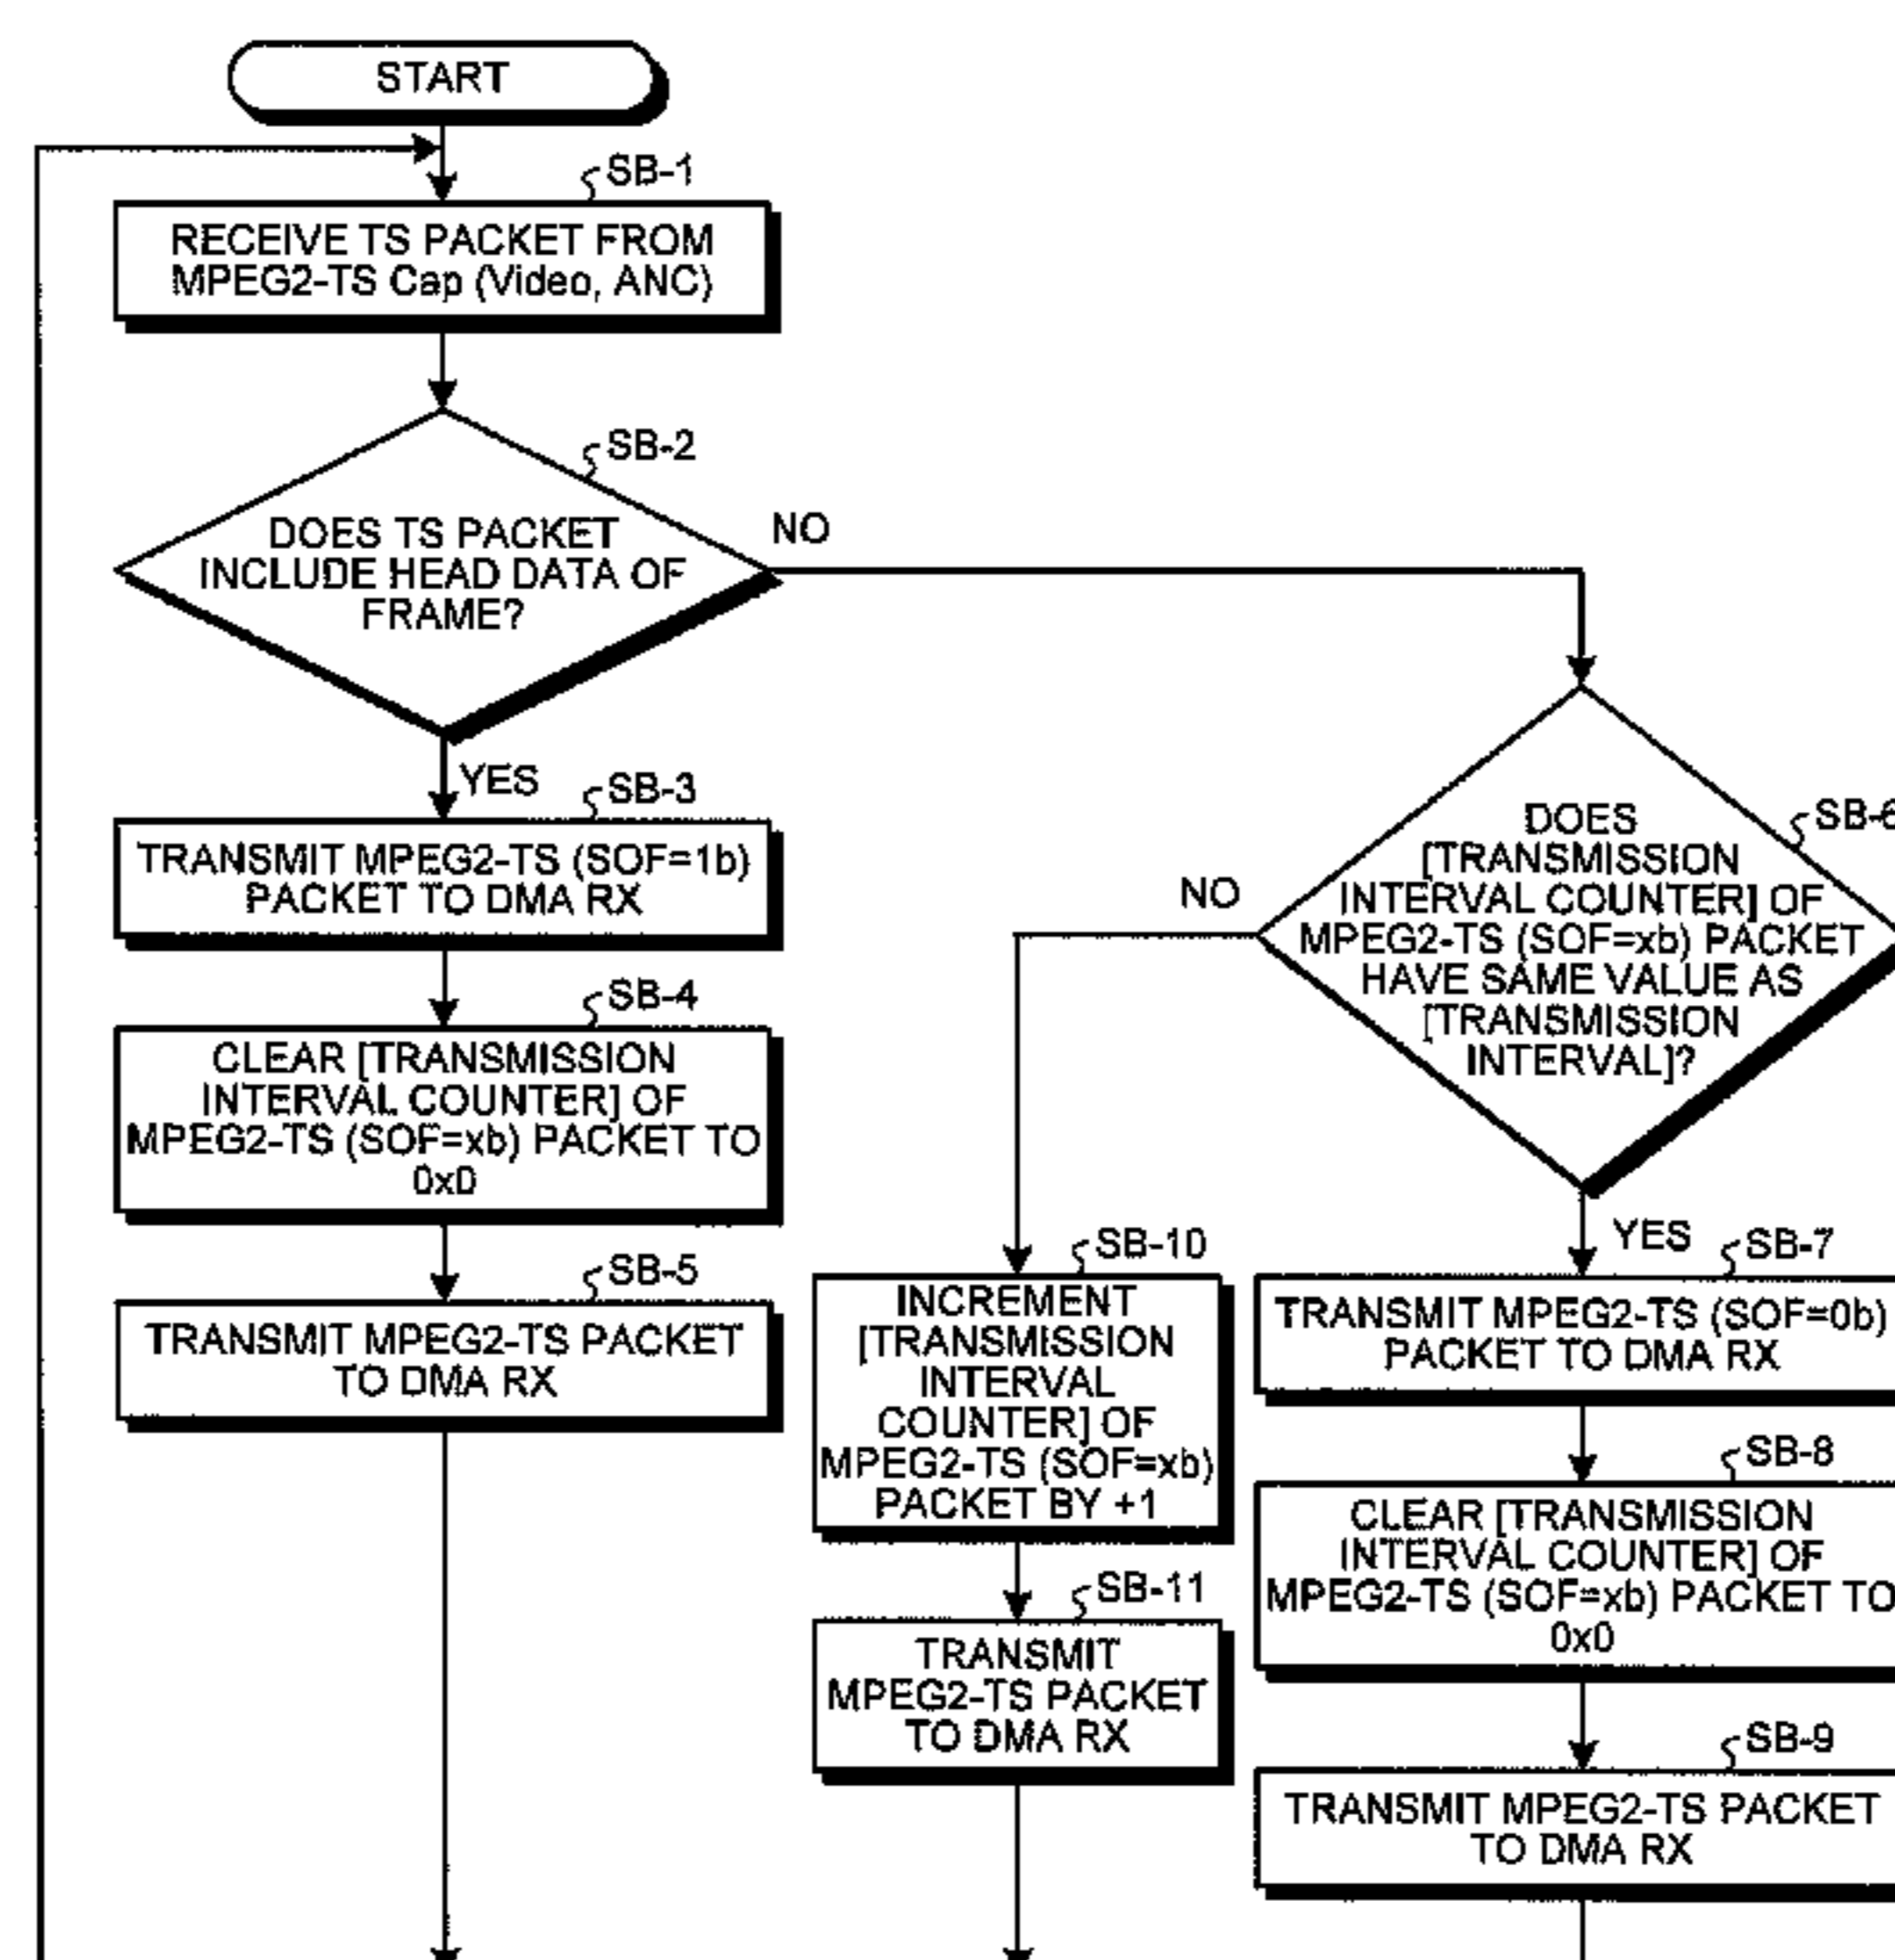 START
SB-1
RECEIVE TS PACKET FROM
MPEG2-TS Cap (Video, ANC)
SB-2
DOES TS PACKET
INCLUDE HEAD DATA OF
FRAME?
NO
YES
SB-3
TRANSMIT MPEG2-TS (SOF=1b)
PACKET TO DMA RX
SB-4
CLEAR [TRANSMISSION
INTERVAL COUNTER] OF
MPEG2-TS (SOF=xb) PACKET TO
0x0
SB-5
TRANSMIT MPEG2-TS PACKET
TO DMA RX
SB-6
DOES
[TRANSMISSION
INTERVAL COUNTER] OF
MPEG2-TS (SOF=xb) PACKET
HAVE SAME VALUE AS
[TRANSMISSION
INTERVAL]?
NO
YES
SB-10
INCREMENT
[TRANSMISSION
INTERVAL
COUNTER] OF
MPEG2-TS (SOF=xb)
PACKET BY +1
SB-11
TRANSMIT
MPEG2-TS PACKET
TO DMA RX
SB-7
TRANSMIT MPEG2-TS (SOF=0b)
PACKET TO DMA RX
SB-8
CLEAR [TRANSMISSION
INTERVAL COUNTER] OF
MPEG2-TS (SOF=xb) PACKET TO
0x0
SB-9
TRANSMIT MPEG2-TS PACKET
TO DMA RX